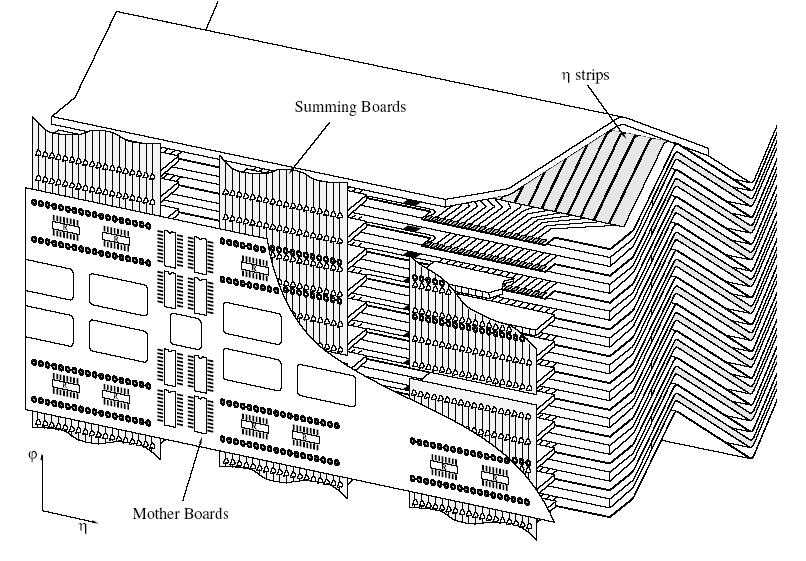 η strips
Summing Boards
φ
Mother Boards
η